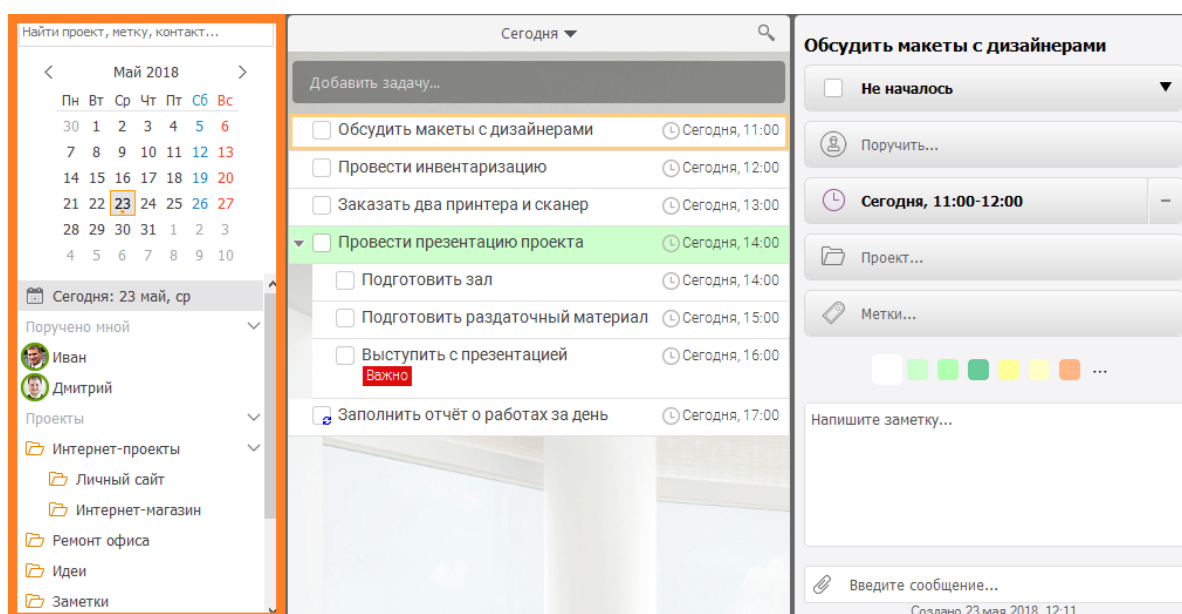 Найти проект, метку, контакт...
Май 2018
Пн Вт Ср Чт Пт Сб Вс
30 1 2 3 4 5 6
7 8 9 10 11 12 13
14 15 16 17 18 19 20
21 22 23 24 25 26 27
28 29 30 31 1 2 3
4 5 6 7 8 9 10
Сегодня: 23 май, ср
Поручено мной
Иван
Дмитрий
Проекты
Интернет-проекты
Личный сайт
Интернет-магазин
Ремонт офиса
Идеи
Заметки
Сегодня
Добавить задачу...
Обсудить макеты с дизайнерами Сегодня, 11:00
Провести инвентаризацию Сегодня, 12:00
Заказать два принтера и сканер Сегодня, 13:00
Провести презентацию проекта Сегодня, 14:00
Подготовить зал Сегодня, 14:00
Подготовить раздаточный материал Сегодня, 15:00
Выступить с презентацией Сегодня, 16:00
Важно
Заполнить отчёт о работах за день Сегодня, 17:00
Обсудить макеты с дизайнерами
Не началось
Поручить...
Сегодня, 11:00-12:00
Проект...
Метки...
...
Напишите заметку...
Введите сообщение...
Создано 23 мая 2018, 12:11